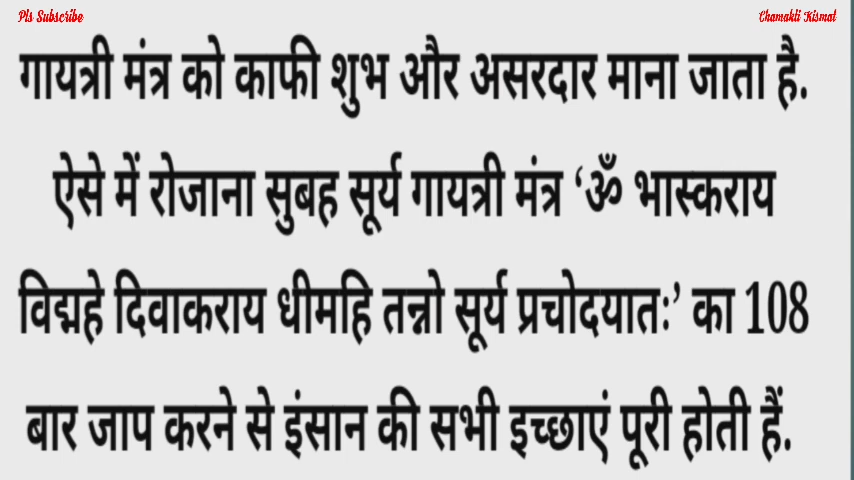 Pls Subscribe
Chamakti Kismat
गायत्री मंत्र को काफी शुभ और असरदार माना जाता है.
ऐसे में रोजाना सुबह सूर्य गायत्री मंत्र ‘ॐ भास्कराय
विद्महे दिवाकराय धीमहि तन्नो सूर्य प्रचोदयात:’ का 108
बार जाप करने से इंसान की सभी इच्छाएं पूरी होती हैं.